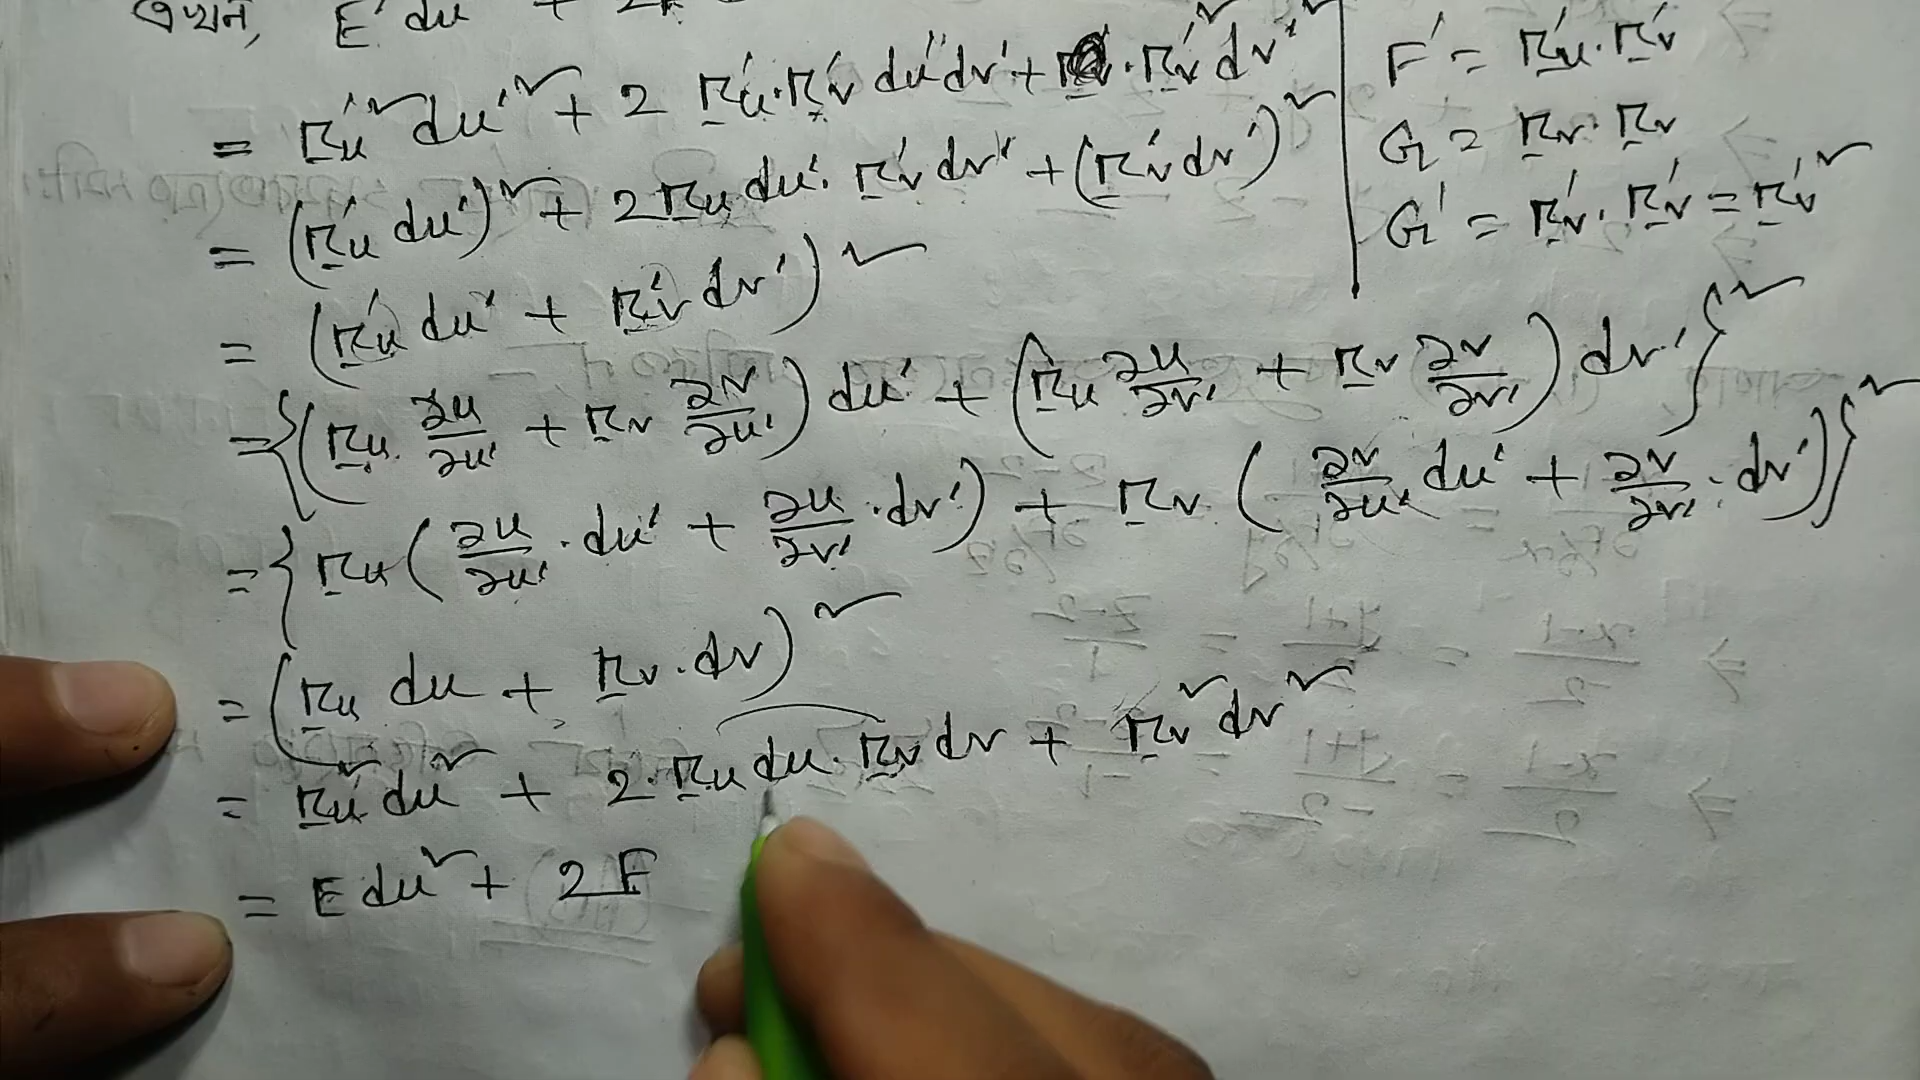 এখন, E' du' + 2F
= r'ᵤ² du'² + 2 r'ᵤ · r'ᵥ du' dv' + r'ᵥ · r'ᵥ dv'²
= (r'ᵤ du')² + 2 rᵤ du' · r'ᵥ dv' + (r'ᵥ dv')²
= (r'ᵤ du' + r'ᵥ dv')²
= {(rᵤ · ∂u/∂u' + rᵥ ∂v/∂u') du' + (rᵤ ∂u/∂v' + rᵥ ∂v/∂v') dv'}²
= {rᵤ (∂u/∂u' · du' + ∂u/∂v' · dv') + rᵥ (∂v/∂u' du' + ∂v/∂v' · dv')}²
= (rᵤ du + rᵥ · dv)²
= rᵤ² du² + 2 · rᵤ du · rᵥ dv + rᵥ² dv²
= E du² + 2 F
F' = r'ᵤ · r'ᵥ
G = rᵥ · rᵥ
G' = r'ᵥ · r'ᵥ = r'ᵥ²